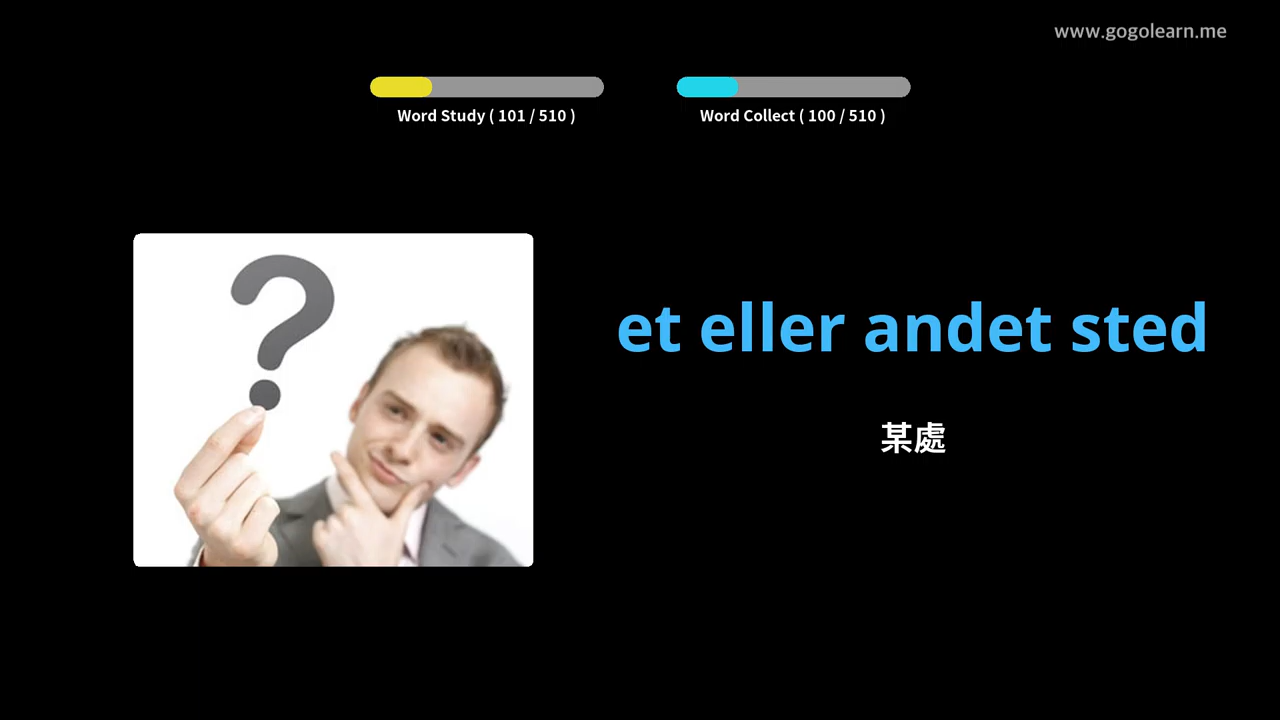 www.gogolearn.me
Word Study ( 101 / 510 )
Word Collect ( 100 / 510 )
et eller andet sted
某處